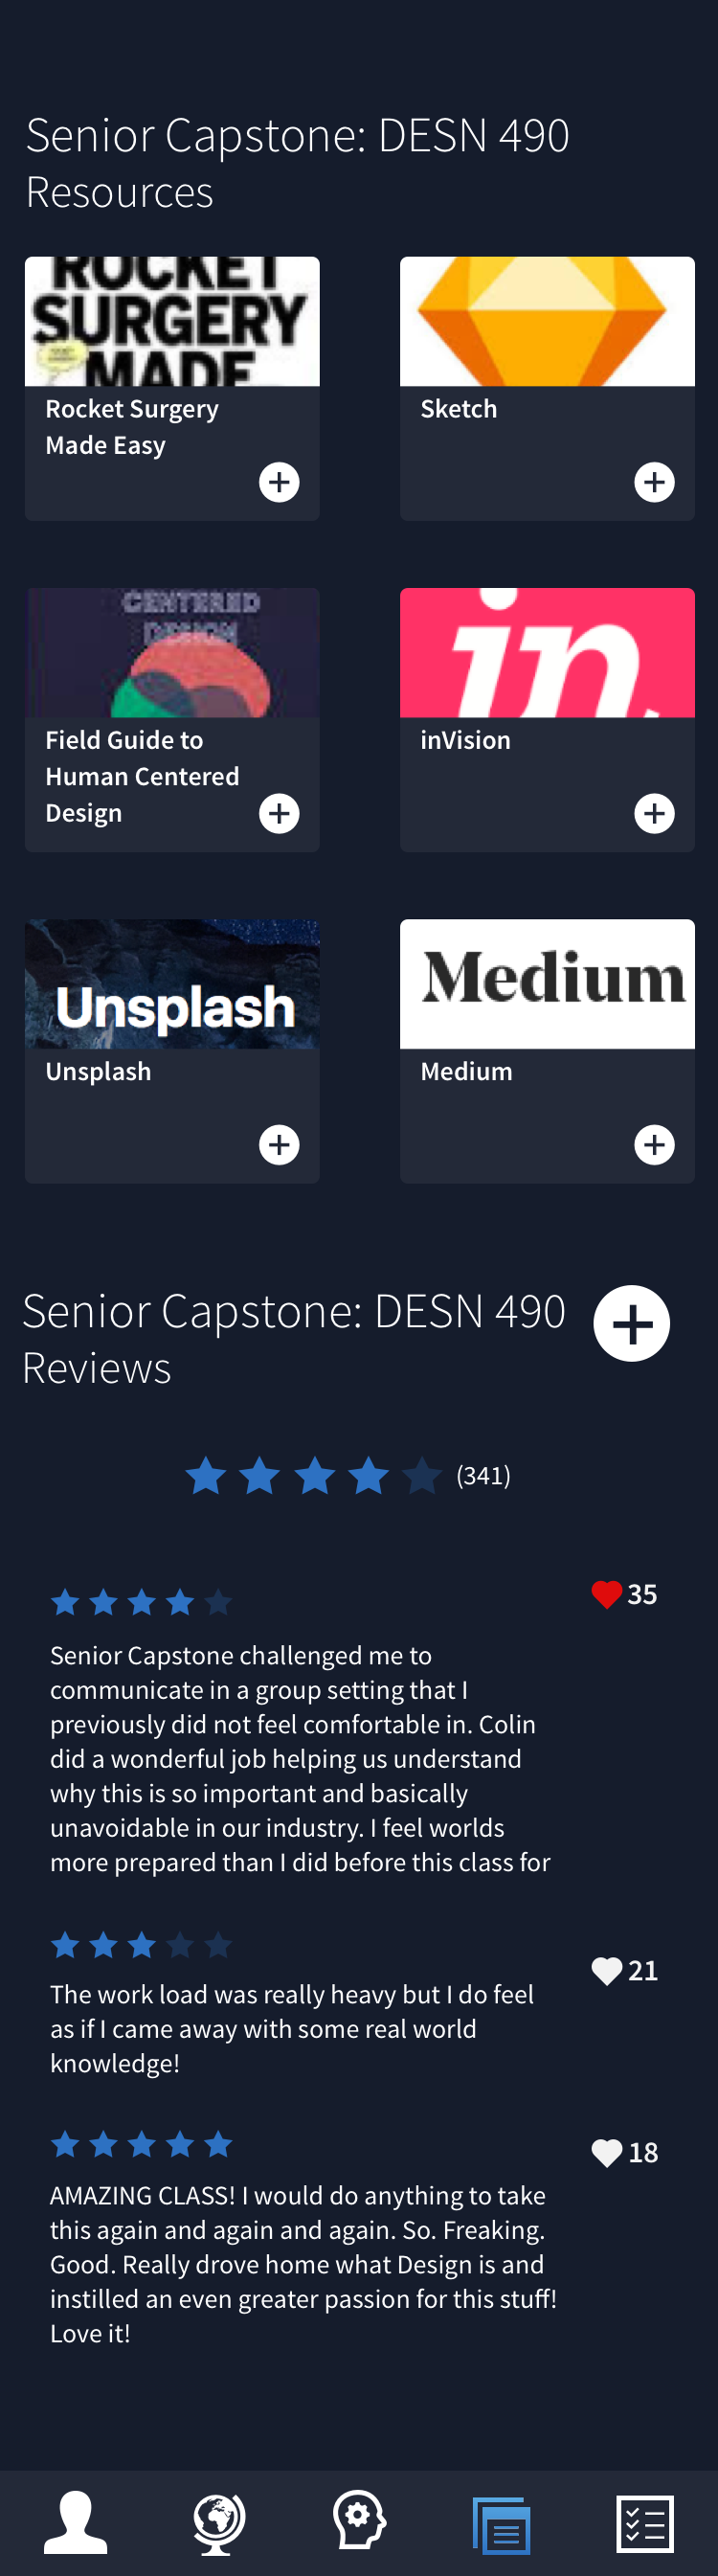 Senior Capstone: DESN 490
Resources
ROCKET
SURGERY
MADE
Rocket Surgery
Made Easy
Sketch
CENTERED
DESIGN
Field Guide to
Human Centered
Design
in
inVision
Unsplash
Unsplash
Medium
Medium
Senior Capstone: DESN 490
Reviews
(341)
35
Senior Capstone challenged me to
communicate in a group setting that I
previously did not feel comfortable in. Colin
did a wonderful job helping us understand
why this is so important and basically
unavoidable in our industry. I feel worlds
more prepared than I did before this class for
21
The work load was really heavy but I do feel
as if I came away with some real world
knowledge!
18
AMAZING CLASS! I would do anything to take
this again and again and again. So. Freaking.
Good. Really drove home what Design is and
instilled an even greater passion for this stuff!
Love it!